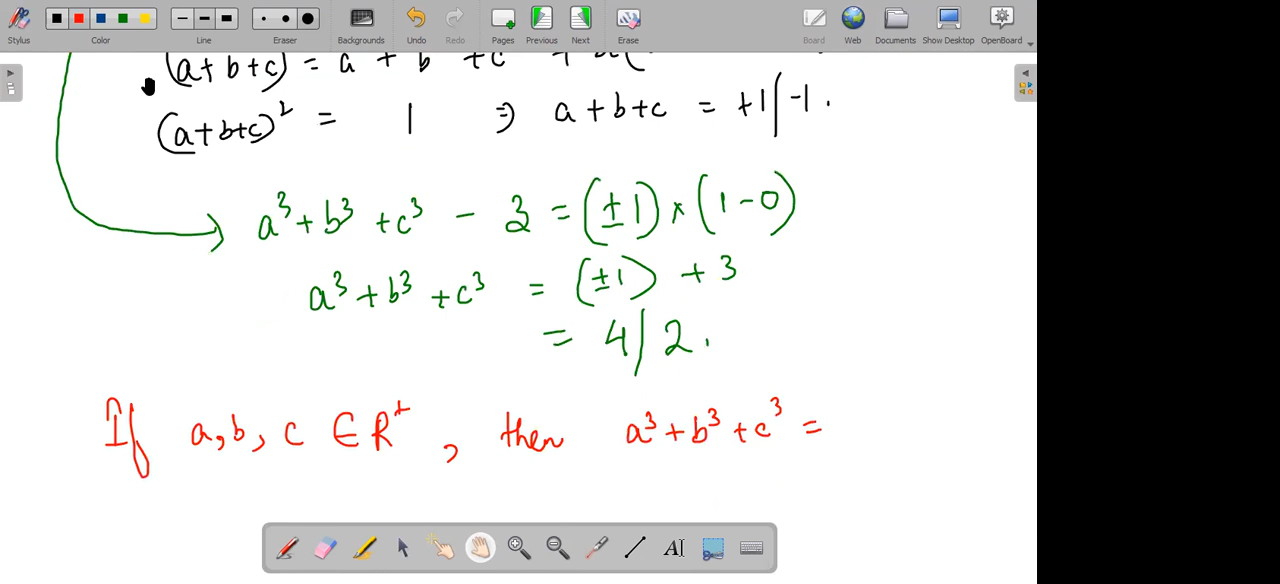 Stylus Color Line Eraser Backgrounds Undo Redo Pages Previous Next Erase Board Web Documents Show Desktop OpenBoard
(a+b+c) = a + b + c +
(a+b+c)² = 1 ⇒ a+b+c = +1/-1.
a³+b³+c³ - 3 = (±1)×(1-0)
a³+b³+c³ = (±1) + 3
= 4/2.
If a,b,c ∈ R⁺, then a³+b³+c³ =
AI